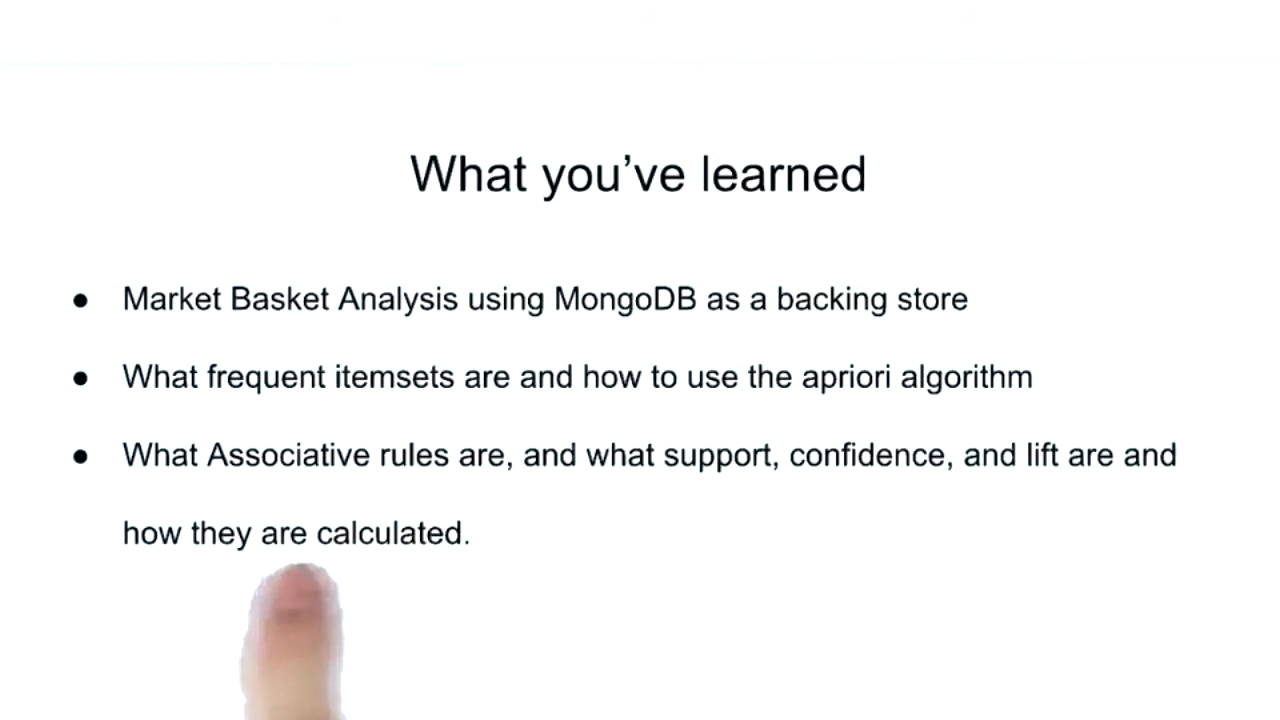 What you’ve learned
● Market Basket Analysis using MongoDB as a backing store
● What frequent itemsets are and how to use the apriori algorithm
● What Associative rules are, and what support, confidence, and lift are and
how they are calculated.